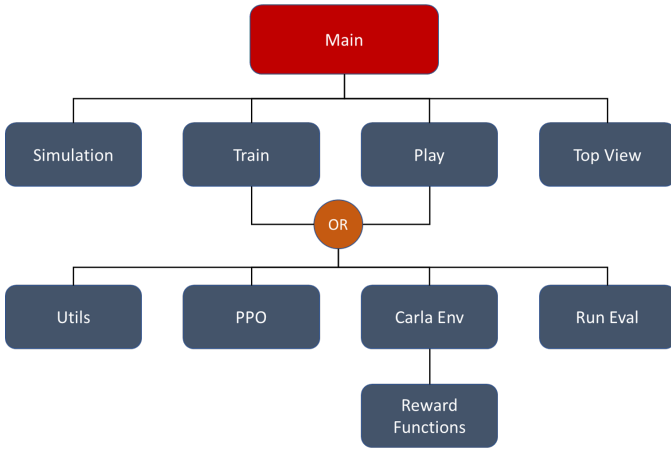 Main
Simulation
Train
Play
Top View
OR
Utils
PPO
Carla Env
Run Eval
Reward
Functions